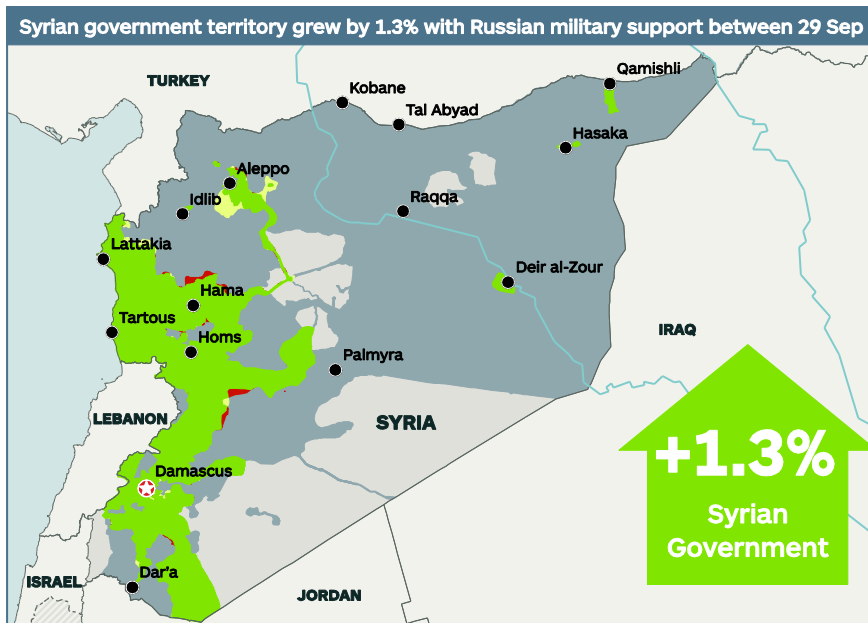 Syrian government territory grew by 1.3% with Russian military support between 29 Sep
TURKEY
Qamishli
Kobane
Tal Abyad
Hasaka
Aleppo
Idlib
Raqqa
Lattakia
Deir al-Zour
Hama
Tartous
Homs
IRAQ
Palmyra
LEBANON
SYRIA
+1.3%
Damascus
Syrian
Government
Dar'a
ISRAEL
JORDAN